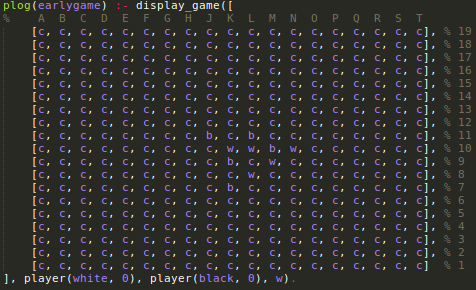 plog(earlygame) :- display_game([
%    A  B  C  D  E  F  G  H  J  K  L  M  N  O  P  Q  R  S  T
[c, c, c, c, c, c, c, c, c, c, c, c, c, c, c, c, c, c, c], % 19
[c, c, c, c, c, c, c, c, c, c, c, c, c, c, c, c, c, c, c], % 18
[c, c, c, c, c, c, c, c, c, c, c, c, c, c, c, c, c, c, c], % 17
[c, c, c, c, c, c, c, c, c, c, c, c, c, c, c, c, c, c, c], % 16
[c, c, c, c, c, c, c, c, c, c, c, c, c, c, c, c, c, c, c], % 15
[c, c, c, c, c, c, c, c, c, c, c, c, c, c, c, c, c, c, c], % 14
[c, c, c, c, c, c, c, c, c, c, c, c, c, c, c, c, c, c, c], % 13
[c, c, c, c, c, c, c, c, c, c, c, c, c, c, c, c, c, c, c], % 12
[c, c, c, c, c, c, c, c, b, c, b, c, c, c, c, c, c, c, c], % 11
[c, c, c, c, c, c, c, c, c, w, w, b, w, c, c, c, c, c, c], % 10
[c, c, c, c, c, c, c, c, c, b, c, w, c, c, c, c, c, c, c], % 9
[c, c, c, c, c, c, c, c, c, c, w, c, c, c, c, c, c, c, c], % 8
[c, c, c, c, c, c, c, c, c, b, c, c, c, c, c, c, c, c, c], % 7
[c, c, c, c, c, c, c, c, c, c, c, c, c, c, c, c, c, c, c], % 6
[c, c, c, c, c, c, c, c, c, c, c, c, c, c, c, c, c, c, c], % 5
[c, c, c, c, c, c, c, c, c, c, c, c, c, c, c, c, c, c, c], % 4
[c, c, c, c, c, c, c, c, c, c, c, c, c, c, c, c, c, c, c], % 3
[c, c, c, c, c, c, c, c, c, c, c, c, c, c, c, c, c, c, c], % 2
[c, c, c, c, c, c, c, c, c, c, c, c, c, c, c, c, c, c, c]  % 1
], player(white, 0), player(black, 0), w).